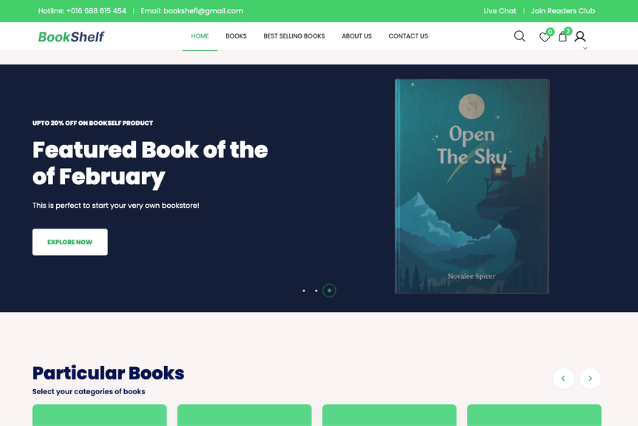 Hotline: +016 688 615 454 | Email: bookshefl@gmail.com
Live Chat | Join Readers Club
BookShelf
HOME BOOKS BEST SELLING BOOKS ABOUT US CONTACT US
0 2
UPTO 20% OFF ON BOOKSELF PRODUCT
Featured Book of the
of February
This is perfect to start your very own bookstore!
EXPLORE NOW
Open
The Sky
Novalee Spicer
Particular Books
Select your categories of books